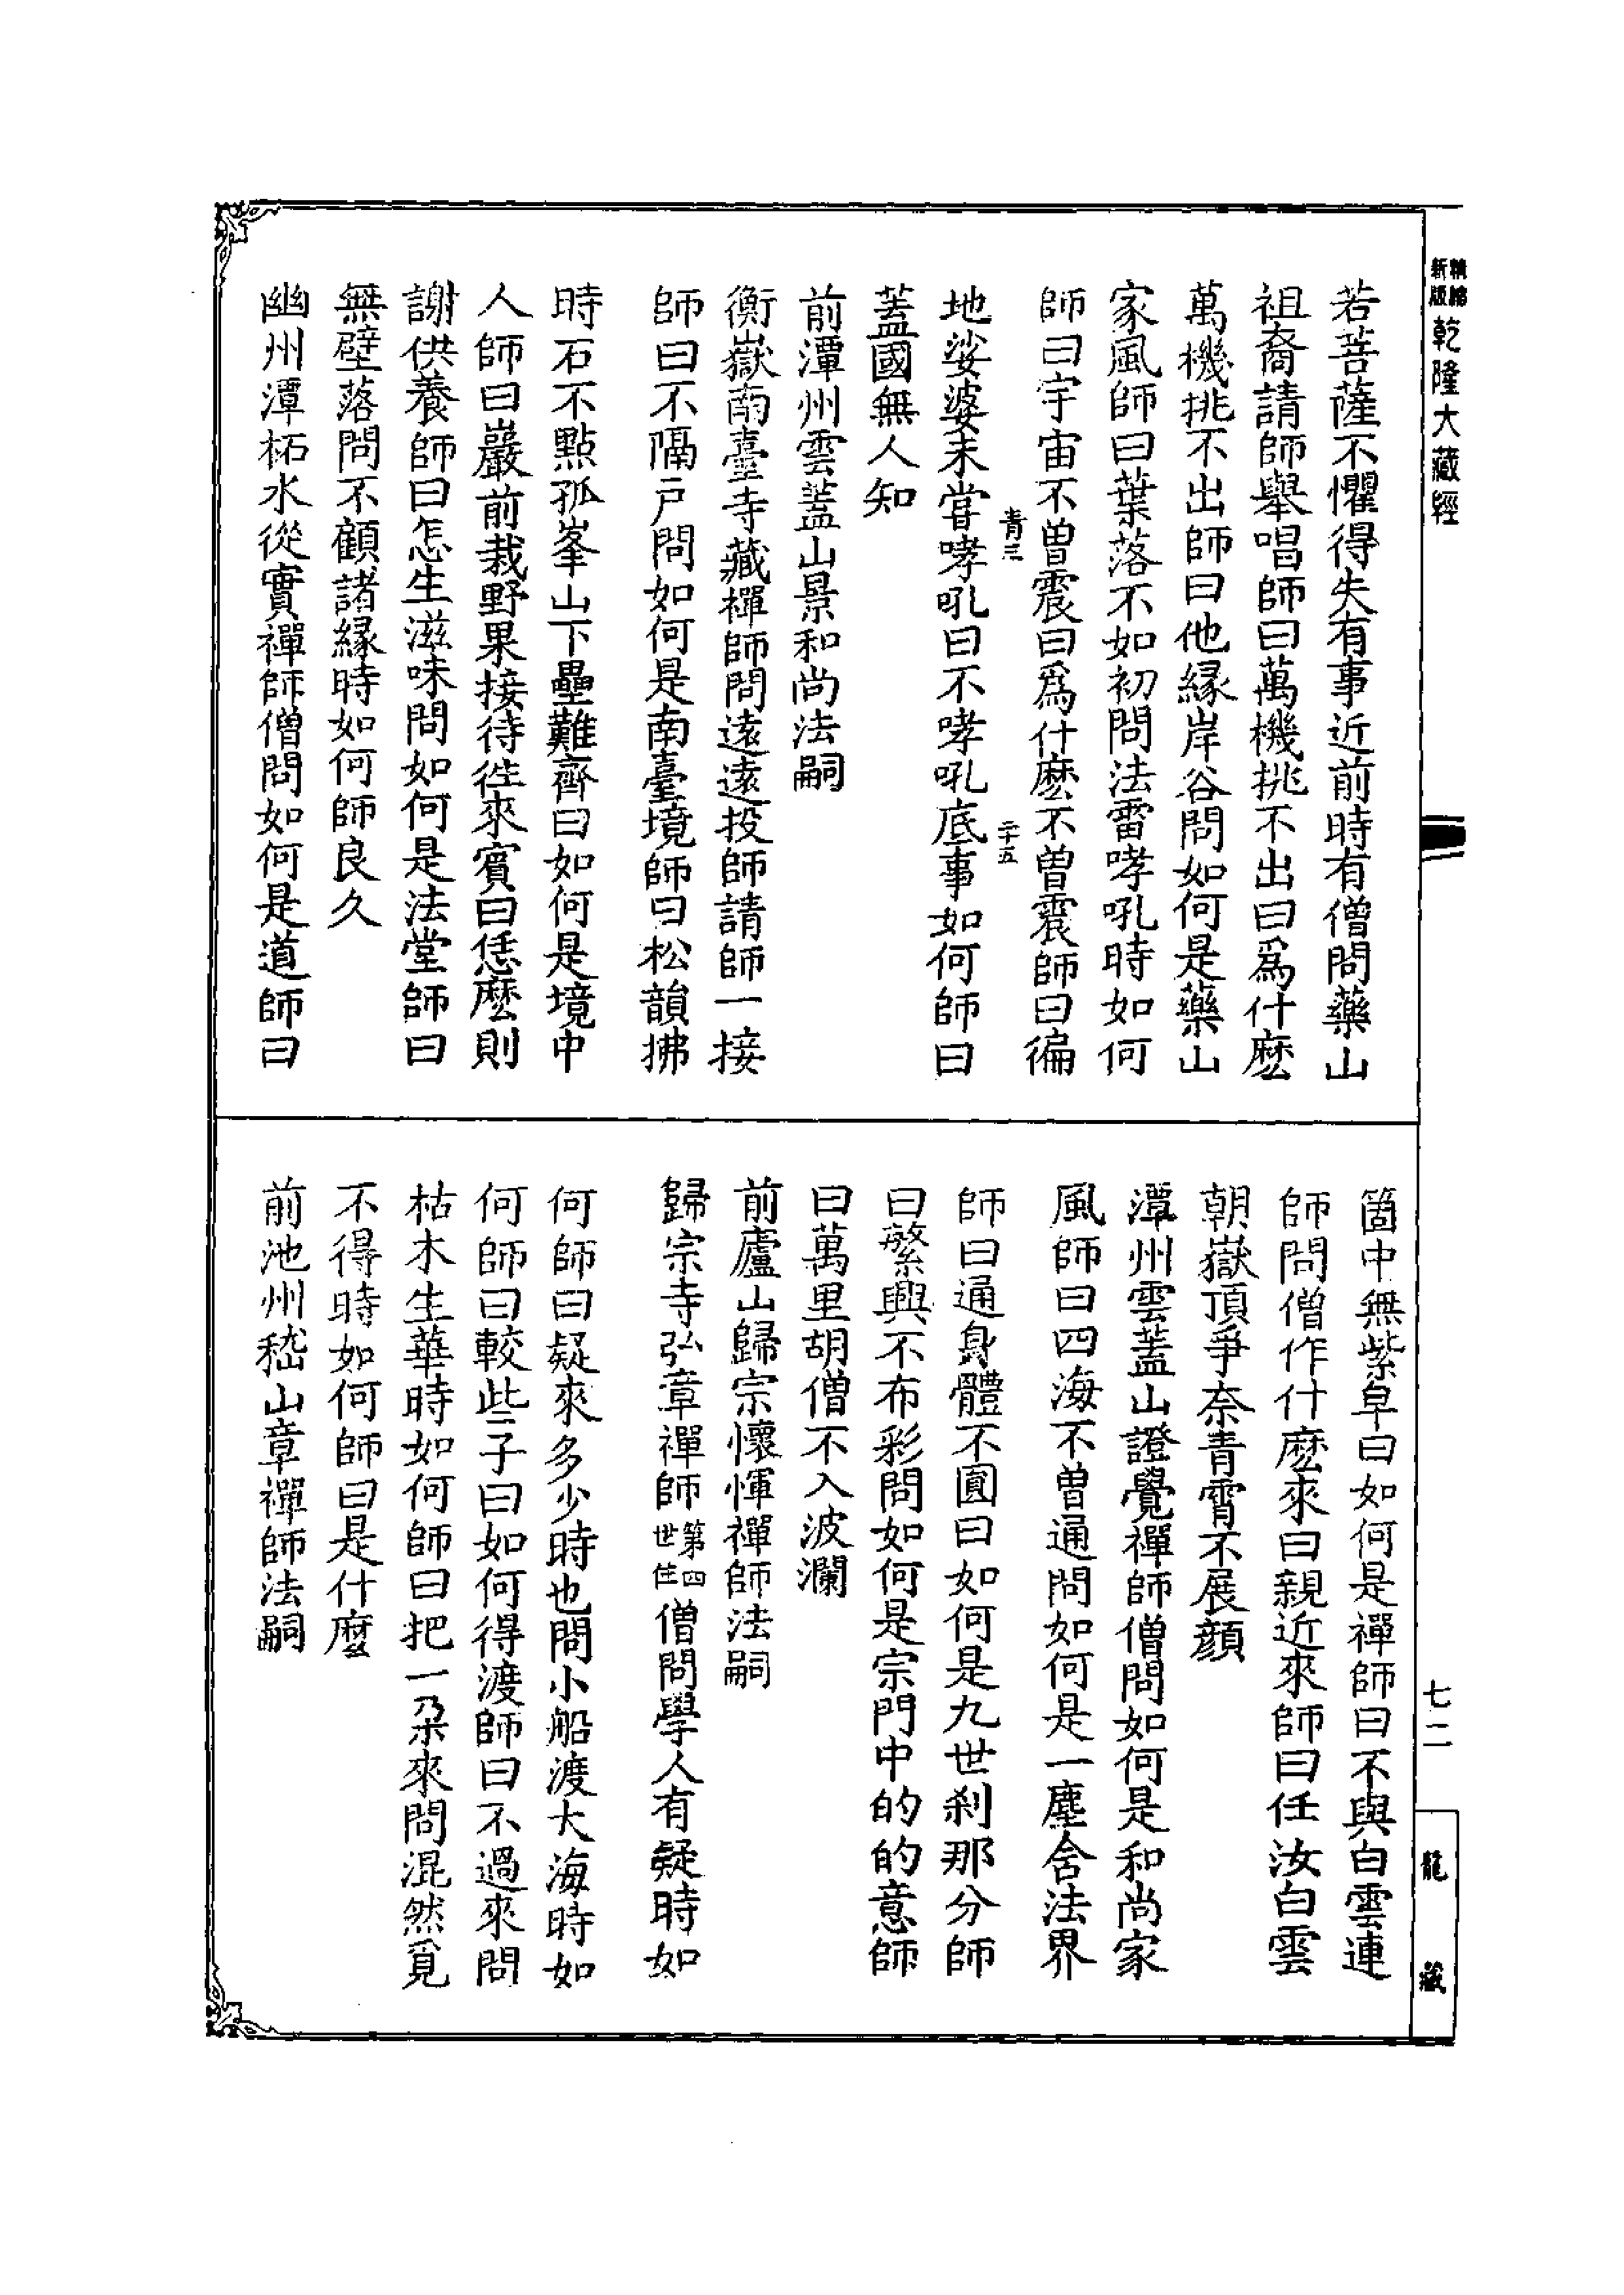 精縮新版乾隆大藏經
若菩薩不懼得失有事近前時有僧問藥山
祖裔請師舉唱師曰萬機挑不出曰爲什麽
萬機挑不出師曰他緣岸谷問如何是藥山
家風師曰葉落不如初問法雷哮吼時如何
師曰宇宙不曾震曰爲什麽不曾震師曰徧
青三
二十五
地娑婆未嘗哮吼曰不哮吼底事如何師曰
蓋國無人知
前潭州雲蓋山景和尚法嗣
衡嶽南臺寺藏禪師問遠遠投師請師一接
師曰不隔戶問如何是南臺境師曰松韻拂
時石不點孤峯山下壘難齊曰如何是境中
人師曰巖前栽野果接待徃來賓曰恁麽則
謝供養師曰怎生滋味問如何是法堂師曰
無壁落問不顧諸緣時如何師良久
幽州潭柘水從實禪師僧問如何是道師曰
箇中無紫皁曰如何是禪師曰不與白雲連
師問僧作什麽來曰親近來師曰任汝白雲
朝嶽頂爭奈青霄不展顔
潭州雲蓋山證覺禪師僧問如何是和尚家
風師曰四海不曾通問如何是一塵含法界
師曰通身體不圓曰如何是九世剎那分師
曰繁興不布彩問如何是宗門中的的意師
曰萬里胡僧不入波瀾
前廬山歸宗懷惲禪師法嗣
歸宗寺弘章禪師第四世住僧問學人有疑時如
何師曰疑來多少時也問小船渡大海時如
何師曰較些子曰如何得渡師曰不過來問
枯木生華時如何師曰把一朶來問混然覓
不得時如何師曰是什麽
前池州嵇山章禪師法嗣
七二
龍藏